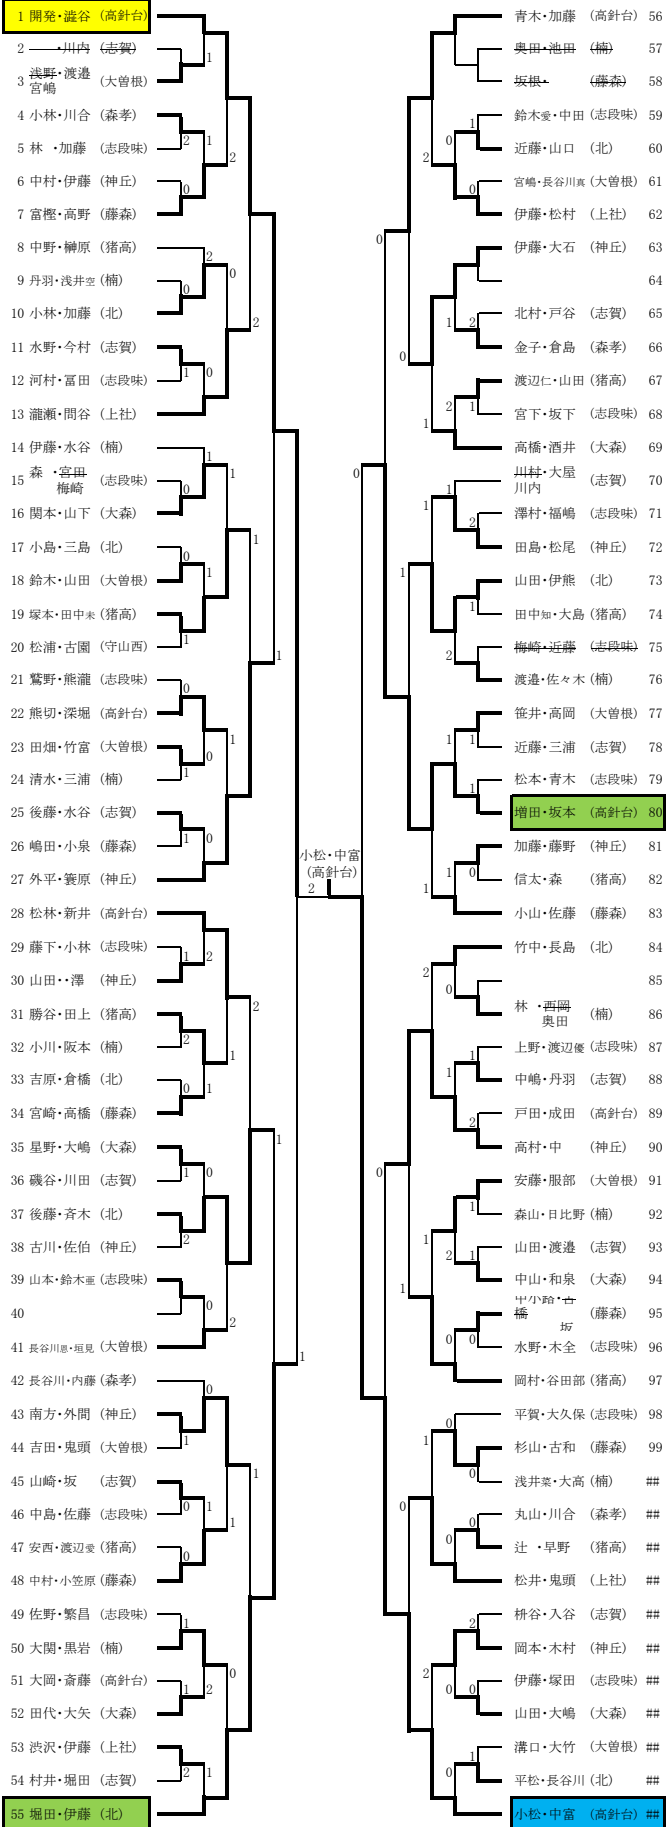 1 開発・澁谷 (高針台)
2 ・川内 (志賀)
3 浅野・渡邉 (大曽根)
宮嶋
4 小林・川合 (森孝)
5 林 ・加藤 (志段味)
6 中村・伊藤 (神丘)
7 富樫・高野 (藤森)
8 中野・榊原 (猪高)
9 丹羽・浅井空 (楠)
10 小林・加藤 (北)
11 水野・今村 (志賀)
12 河村・冨田 (志段味)
13 瀧瀬・問谷 (上社)
14 伊藤・水谷 (楠)
15 森 ・宮田 (志段味)
梅崎
16 関本・山下 (大森)
17 小島・三島 (北)
18 鈴木・山田 (大曽根)
19 塚本・田中未 (猪高)
20 松浦・古園 (守山西)
21 鷲野・熊瀧 (志段味)
22 熊切・深堀 (高針台)
23 田畑・竹富 (大曽根)
24 清水・三浦 (楠)
25 後藤・水谷 (志賀)
26 嶋田・小泉 (藤森)
27 外平・簑原 (神丘)
28 松林・新井 (高針台)
29 藤下・小林 (志段味)
30 山田・・澤 (神丘)
31 勝谷・田上 (猪高)
32 小川・阪本 (楠)
33 吉原・倉橋 (北)
34 宮崎・高橋 (藤森)
35 星野・大嶋 (大森)
36 磯谷・川田 (志賀)
37 後藤・斉木 (北)
38 古川・佐伯 (神丘)
39 山本・鈴木亜 (志段味)
40
41 長谷川恩・垣見 (大曽根)
42 長谷川・内藤 (森孝)
43 南方・外間 (神丘)
44 吉田・鬼頭 (大曽根)
45 山崎・坂 (志賀)
46 中島・佐藤 (志段味)
47 安西・渡辺愛 (猪高)
48 中村・小笠原 (藤森)
49 佐野・繁昌 (志段味)
50 大関・黒岩 (楠)
51 大岡・斎藤 (高針台)
52 田代・大矢 (大森)
53 渋沢・伊藤 (上社)
54 村井・堀田 (志賀)
55 堀田・伊藤 (北)
小松・中富
(高針台)
2
青木・加藤 (高針台) 56
奥田・池田 (楠) 57
坂根・ (藤森) 58
鈴木愛・中田 (志段味) 59
近藤・山口 (北) 60
宮嶋・長谷川真 (大曽根) 61
伊藤・松村 (上社) 62
伊藤・大石 (神丘) 63
64
北村・戸谷 (志賀) 65
金子・倉島 (森孝) 66
渡辺仁・山田 (猪高) 67
宮下・坂下 (志段味) 68
高橋・酒井 (大森) 69
川村・大屋 (志賀) 70
川内
澤村・福嶋 (志段味) 71
田島・松尾 (神丘) 72
山田・伊熊 (北) 73
田中知・大島 (猪高) 74
梅崎・近藤 (志段味) 75
渡邉・佐々木 (楠) 76
笹井・高岡 (大曽根) 77
近藤・三浦 (志賀) 78
松本・青木 (志段味) 79
増田・坂本 (高針台) 80
加藤・藤野 (神丘) 81
信太・森 (猪高) 82
小山・佐藤 (藤森) 83
竹中・長島 (北) 84
85
林 ・西岡 (楠) 86
奥田
上野・渡辺優 (志段味) 87
中嶋・丹羽 (志賀) 88
戸田・成田 (高針台) 89
高村・中 (神丘) 90
安藤・服部 (大曽根) 91
森山・日比野 (楠) 92
山田・渡邉 (志賀) 93
中山・和泉 (大森) 94
橋 (藤森) 95
坂
水野・木全 (志段味) 96
岡村・谷田部 (猪高) 97
平賀・大久保 (志段味) 98
杉山・古和 (藤森) 99
浅井菜・大高 (楠) ##
丸山・川合 (森孝) ##
辻 ・早野 (猪高) ##
松井・鬼頭 (上社) ##
枡谷・入谷 (志賀) ##
岡本・木村 (神丘) ##
伊藤・塚田 (志段味) ##
山田・大嶋 (大森) ##
溝口・大竹 (大曽根) ##
平松・長谷川 (北) ##
小松・中富 (高針台) ##